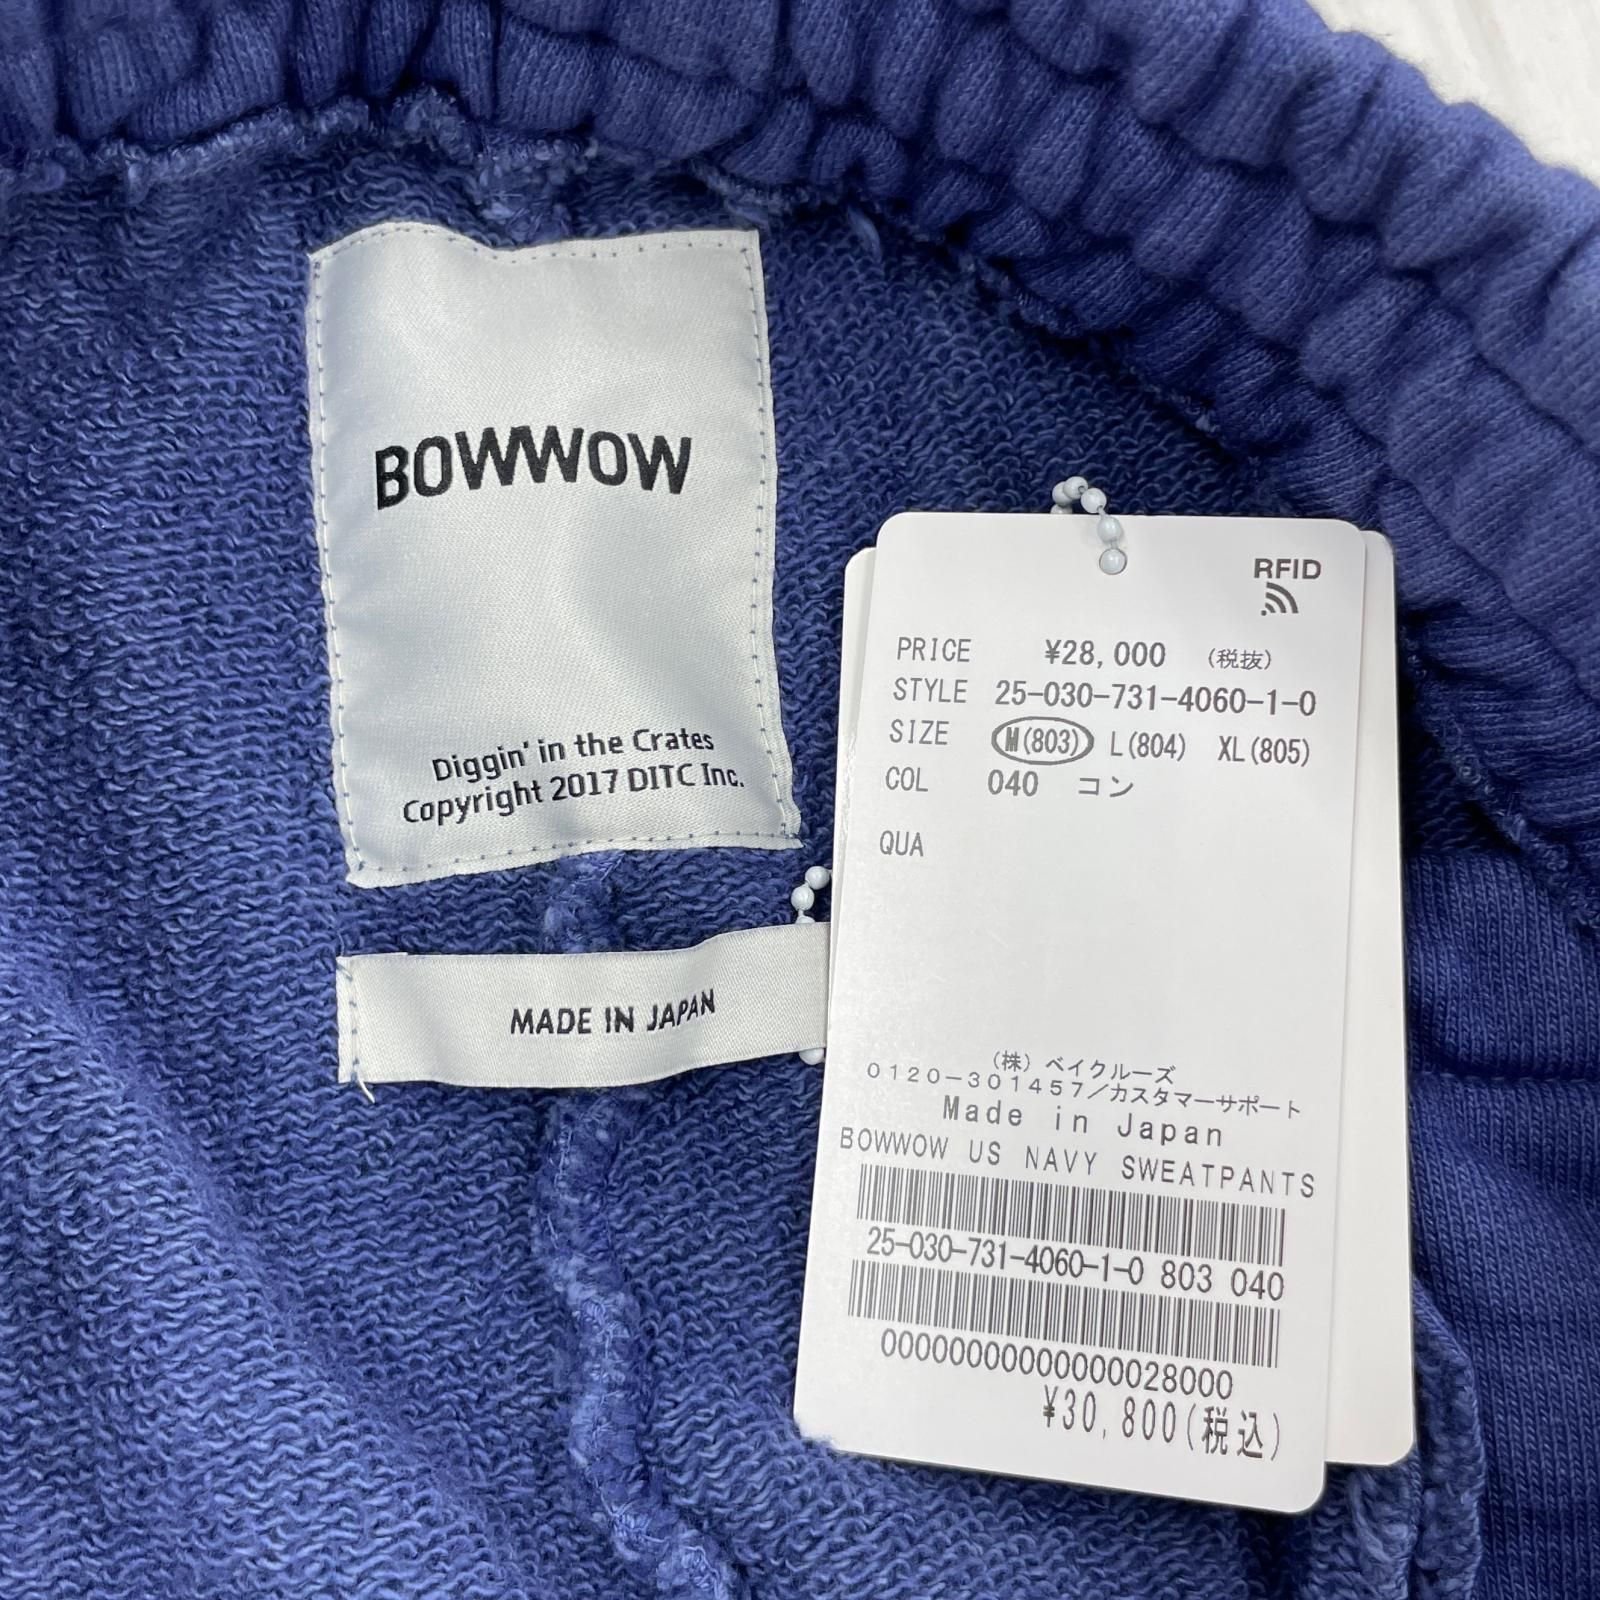 BOWWOW
Diggin' in the Crates
Copyright 2017 DITC Inc.
MADE IN JAPAN
RFID
PRICE ¥28,000 (税抜)
STYLE 25-030-731-4060-1-0
SIZE M(803) L(804) XL(805)
COL 040 コン
QUA
(株) ベイクルーズ
0120-301457/カスタマーサポート
Made in Japan
BOWWOW US NAVY SWEATPANTS
25-030-731-4060-1-0 803 040
0000000000000028000
¥30,800(税込)